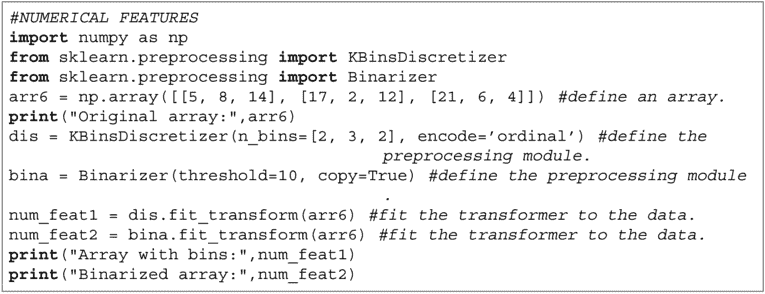 #NUMERICAL FEATURES
import numpy as np
from sklearn.preprocessing import KBinsDiscretizer
from sklearn.preprocessing import Binarizer
arr6 = np.array([[5, 8, 14], [17, 2, 12], [21, 6, 4]]) #define an array.
print("Original array:",arr6)
dis = KBinsDiscretizer(n_bins=[2, 3, 2], encode=’ordinal’) #define the
preprocessing module.
bina = Binarizer(threshold=10, copy=True) #define the preprocessing module
.
num_feat1 = dis.fit_transform(arr6) #fit the transformer to the data.
num_feat2 = bina.fit_transform(arr6) #fit the transformer to the data.
print("Array with bins:",num_feat1)
print("Binarized array:",num_feat2)